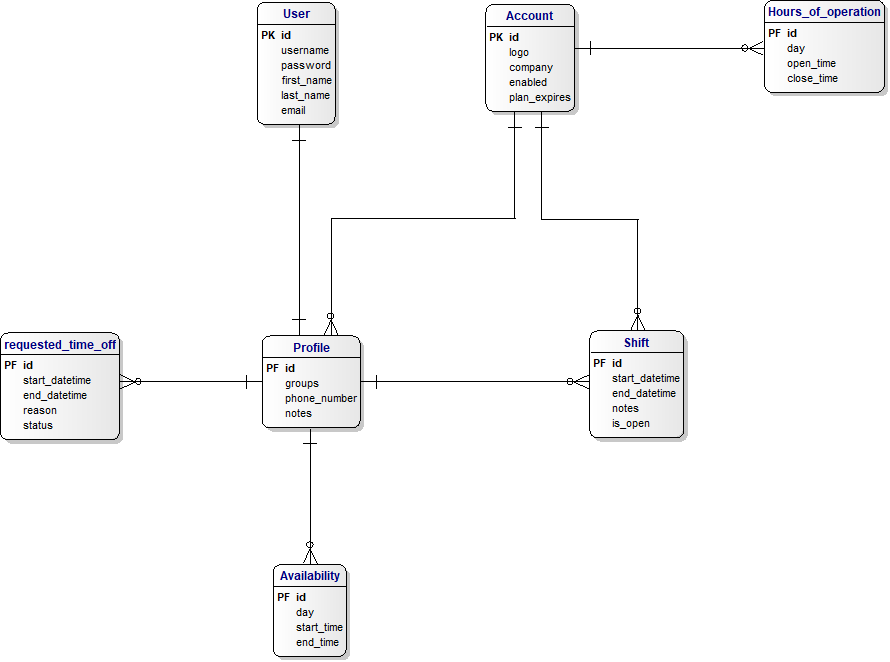 User
PK id
username
password
first_name
last_name
email
Account
PK id
logo
company
enabled
plan_expires
Hours_of_operation
PF id
day
open_time
close_time
requested_time_off
PF id
start_datetime
end_datetime
reason
status
Profile
PF id
groups
phone_number
notes
Shift
PF id
start_datetime
end_datetime
notes
is_open
Availability
PF id
day
start_time
end_time